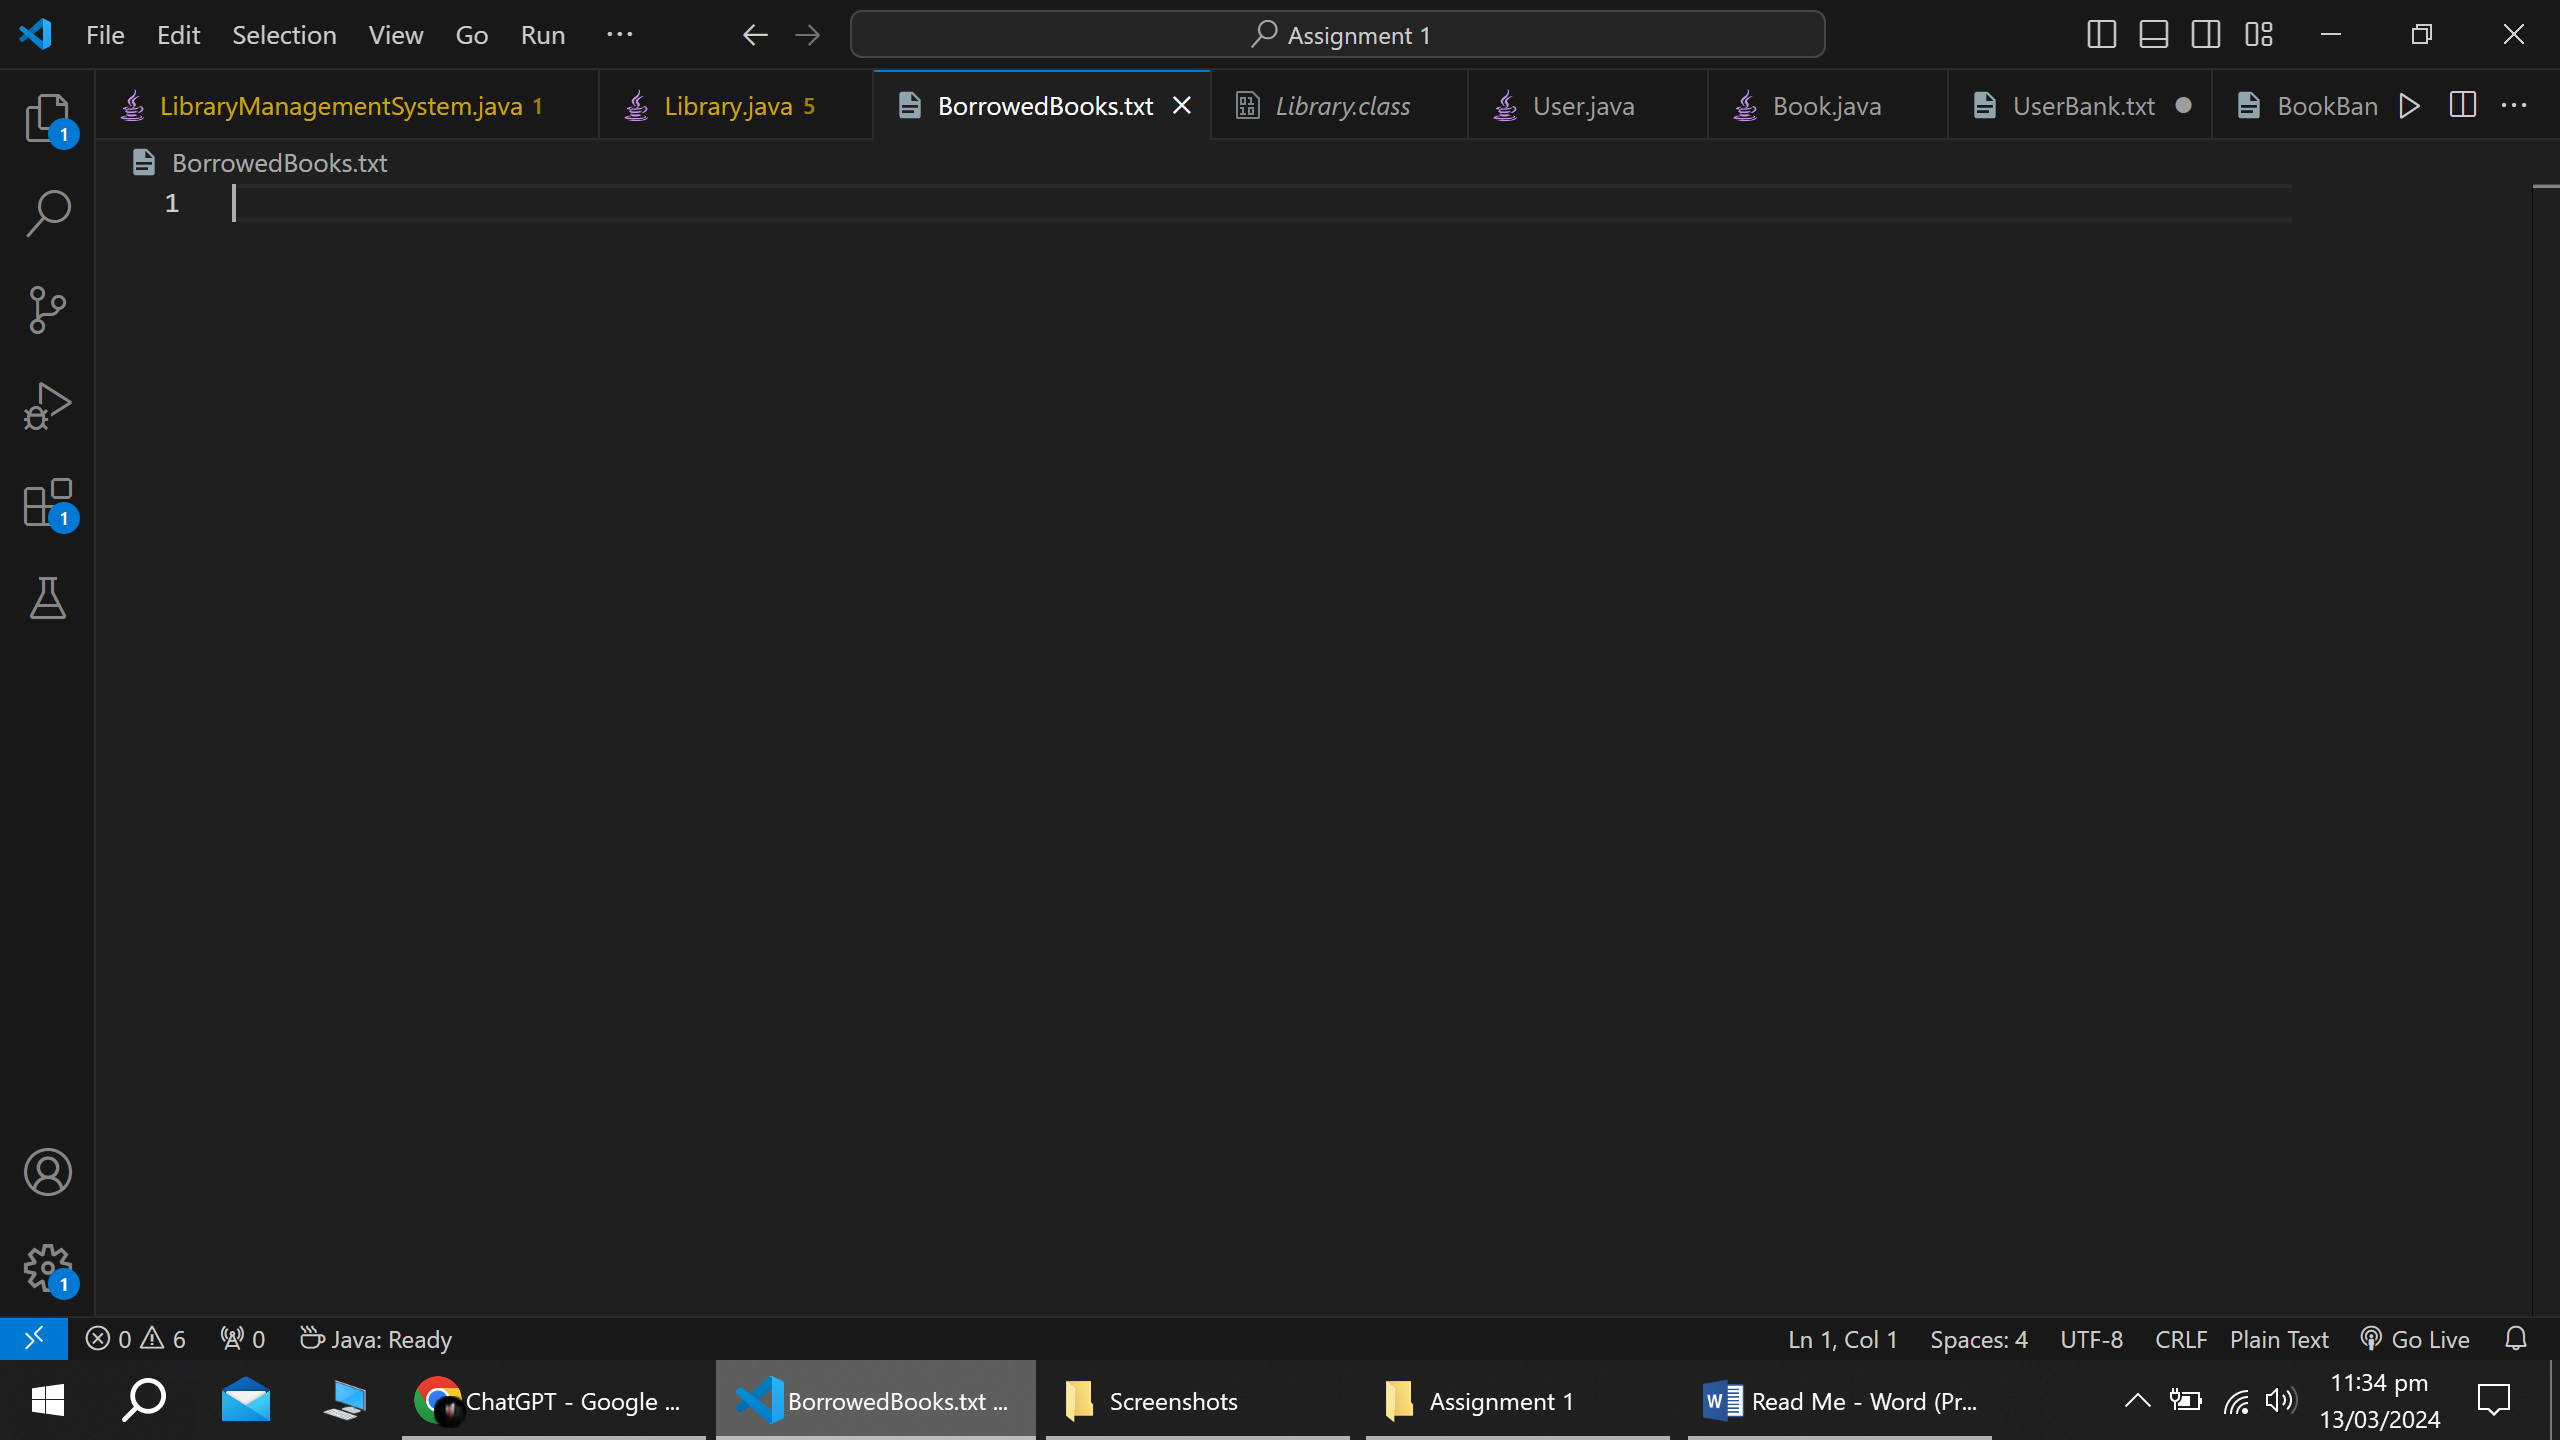 File Edit Selection View Go Run ···
Assignment 1
LibraryManagementSystem.java 1
Library.java 5
BorrowedBooks.txt
Library.class
User.java
Book.java
UserBank.txt
BookBan
BorrowedBooks.txt
1
1
1
1
0 6 0 Java: Ready
Ln 1, Col 1 Spaces: 4 UTF-8 CRLF Plain Text Go Live
ChatGPT - Google ...
BorrowedBooks.txt ...
Screenshots
Assignment 1
Read Me - Word (Pr...
11:34 pm
13/03/2024